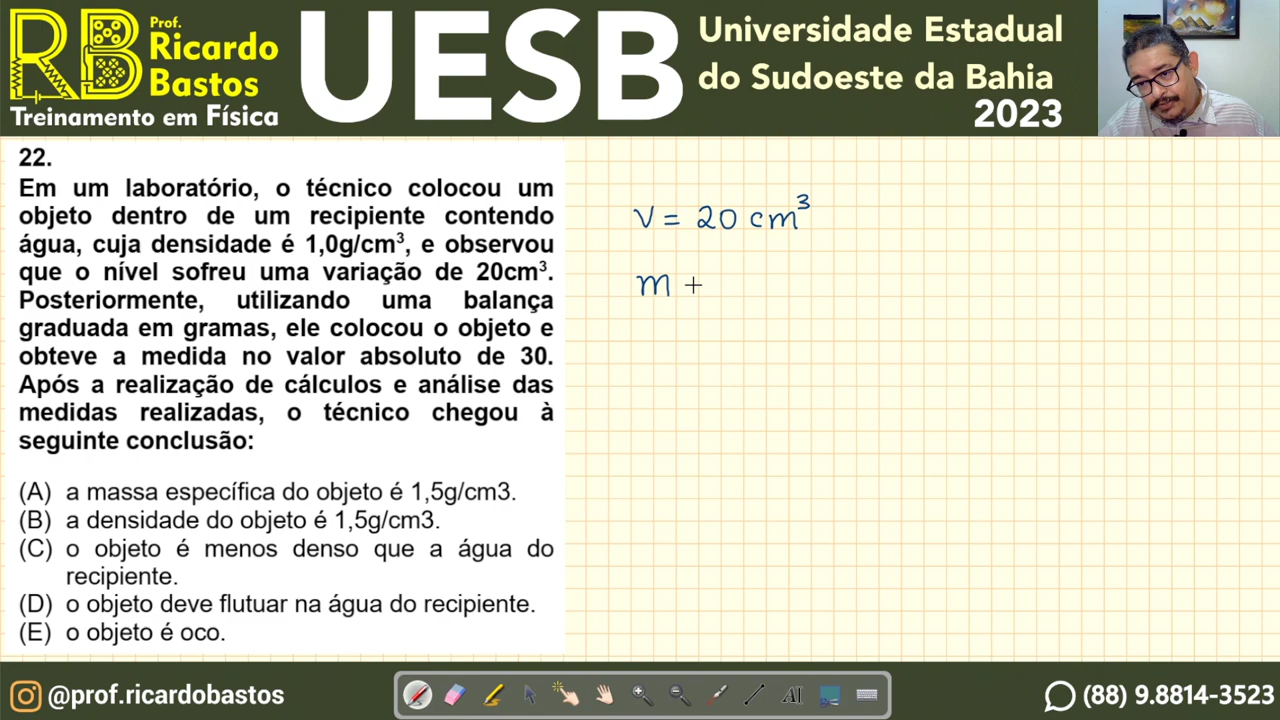 RB Prof. Ricardo Bastos
Treinamento em Física
UESB
Universidade Estadual
do Sudoeste da Bahia
2023
22.
Em um laboratório, o técnico colocou um
objeto dentro de um recipiente contendo
água, cuja densidade é 1,0g/cm³, e observou
que o nível sofreu uma variação de 20cm³.
Posteriormente, utilizando uma balança
graduada em gramas, ele colocou o objeto e
obteve a medida no valor absoluto de 30.
Após a realização de cálculos e análise das
medidas realizadas, o técnico chegou à
seguinte conclusão:
(A) a massa específica do objeto é 1,5g/cm3.
(B) a densidade do objeto é 1,5g/cm3.
(C) o objeto é menos denso que a água do
recipiente.
(D) o objeto deve flutuar na água do recipiente.
(E) o objeto é oco.
V = 20 cm³
m
@prof.ricardobastos
AI
(88) 9.8814-3523